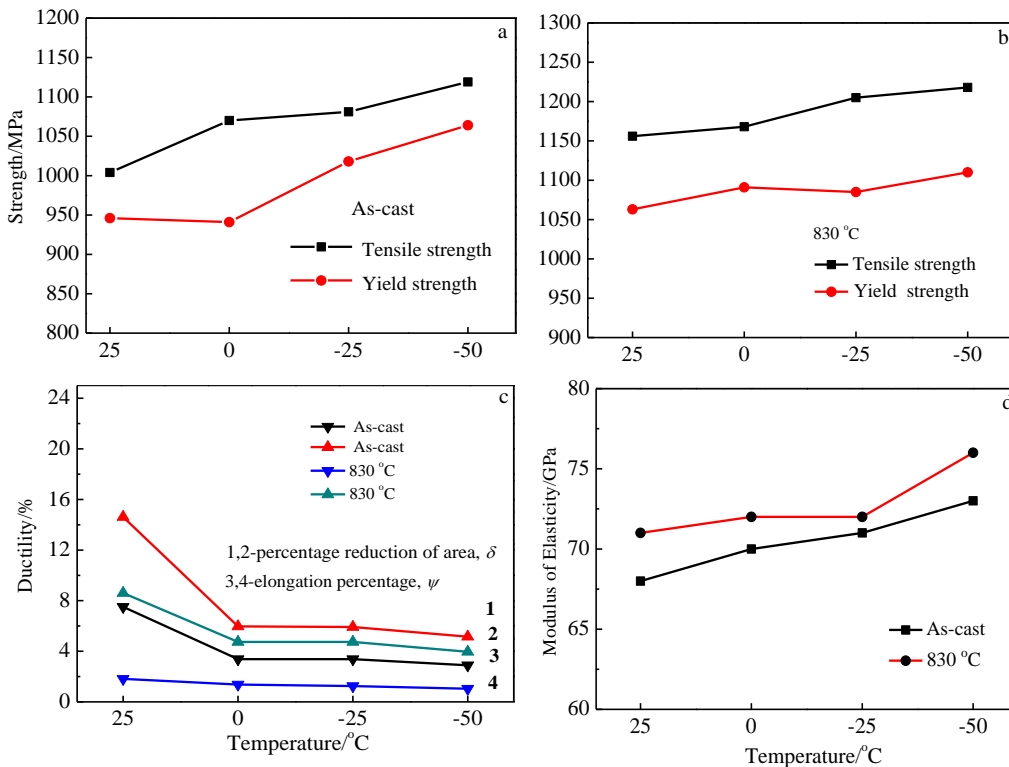 a
1200
1150
1100
1050
1000
950
900
850
800
Strength/MPa
As-cast
Tensile strength
Yield strength
25
0
-25
-50
b
1300
1200
1100
1000
900
830 °C
Tensile strength
Yield strength
25
0
-25
-50
c
24
20
16
12
8
4
0
Ductility/%
As-cast
As-cast
830 °C
830 °C
1,2-percentage reduction of area, δ
3,4-elongation percentage, ψ
1
2
3
4
25
0
-25
-50
Temperature/°C
d
80
75
70
65
60
Modulus of Elasticity/GPa
As-cast
830 °C
25
0
-25
-50
Temperature/°C